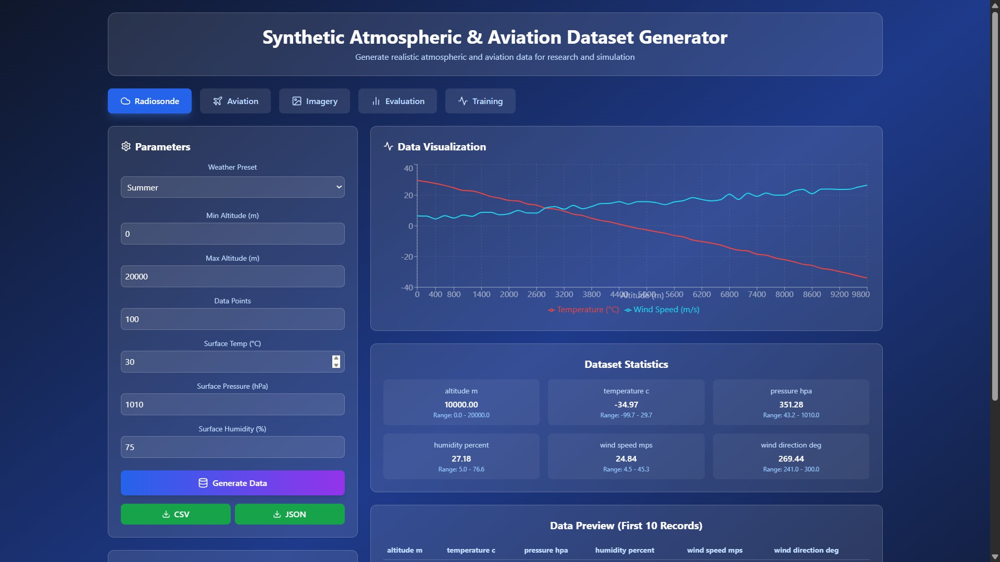 Synthetic Atmospheric & Aviation Dataset Generator
Generate realistic atmospheric and aviation data for research and simulation
Radiosonde
Aviation
Imagery
Evaluation
Training
Parameters
Weather Preset
Summer
Min Altitude (m)
0
Max Altitude (m)
20000
Data Points
100
Surface Temp (°C)
30
Surface Pressure (hPa)
1010
Surface Humidity (%)
75
Generate Data
CSV
JSON
Data Visualization
40
20
0
-20
-40
0 400 800 1400 2000 2600 3200 3800 4400 5000 5600 6200 6800 7400 8000 8600 9200 9800
Altitude (m)
Temperature (°C) Wind Speed (m/s)
Dataset Statistics
altitude m
10000.00
Range: 0.0 - 20000.0
temperature c
-34.97
Range: -99.7 - 29.7
pressure hpa
351.28
Range: 43.2 - 1010.0
humidity percent
27.18
Range: 5.0 - 76.6
wind speed mps
24.84
Range: 4.5 - 45.3
wind direction deg
269.44
Range: 241.0 - 300.0
Data Preview (First 10 Records)
altitude m temperature c pressure hpa humidity percent wind speed mps wind direction deg